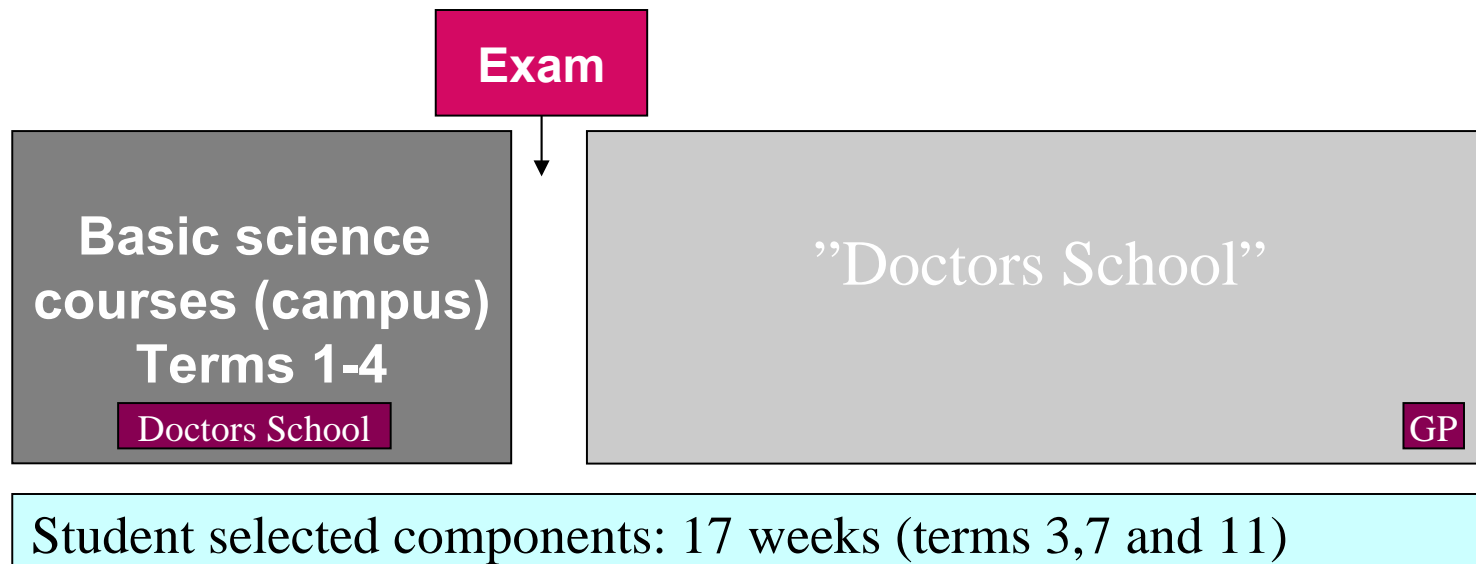 Exam
Basic science
courses (campus)
Terms 1-4
Doctors School
”Doctors School”
GP
Student selected components: 17 weeks (terms 3,7 and 11)